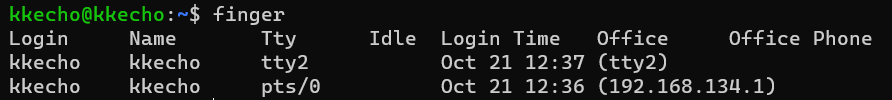 kkecho@kkecho:~$ finger
Login     Name       Tty      Idle  Login Time   Office     Office Phone
kkecho    kkecho     tty2           Oct 21 12:37 (tty2)
kkecho    kkecho     pts/0          Oct 21 12:36 (192.168.134.1)